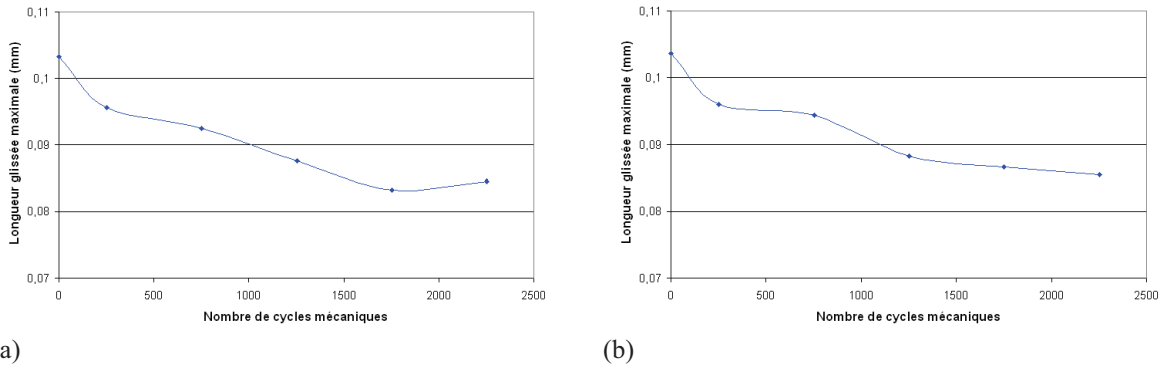 0,11
0,1
0,09
0,08
0,07
Longueur glissée maximale (mm)
0 500 1000 1500 2000 2500
Nombre de cycles mécaniques
a)
0,11
0,1
0,09
0,08
0,07
Longueur glissée maximale (mm)
0 500 1000 1500 2000 2500
Nombre de cycles mécaniques
(b)